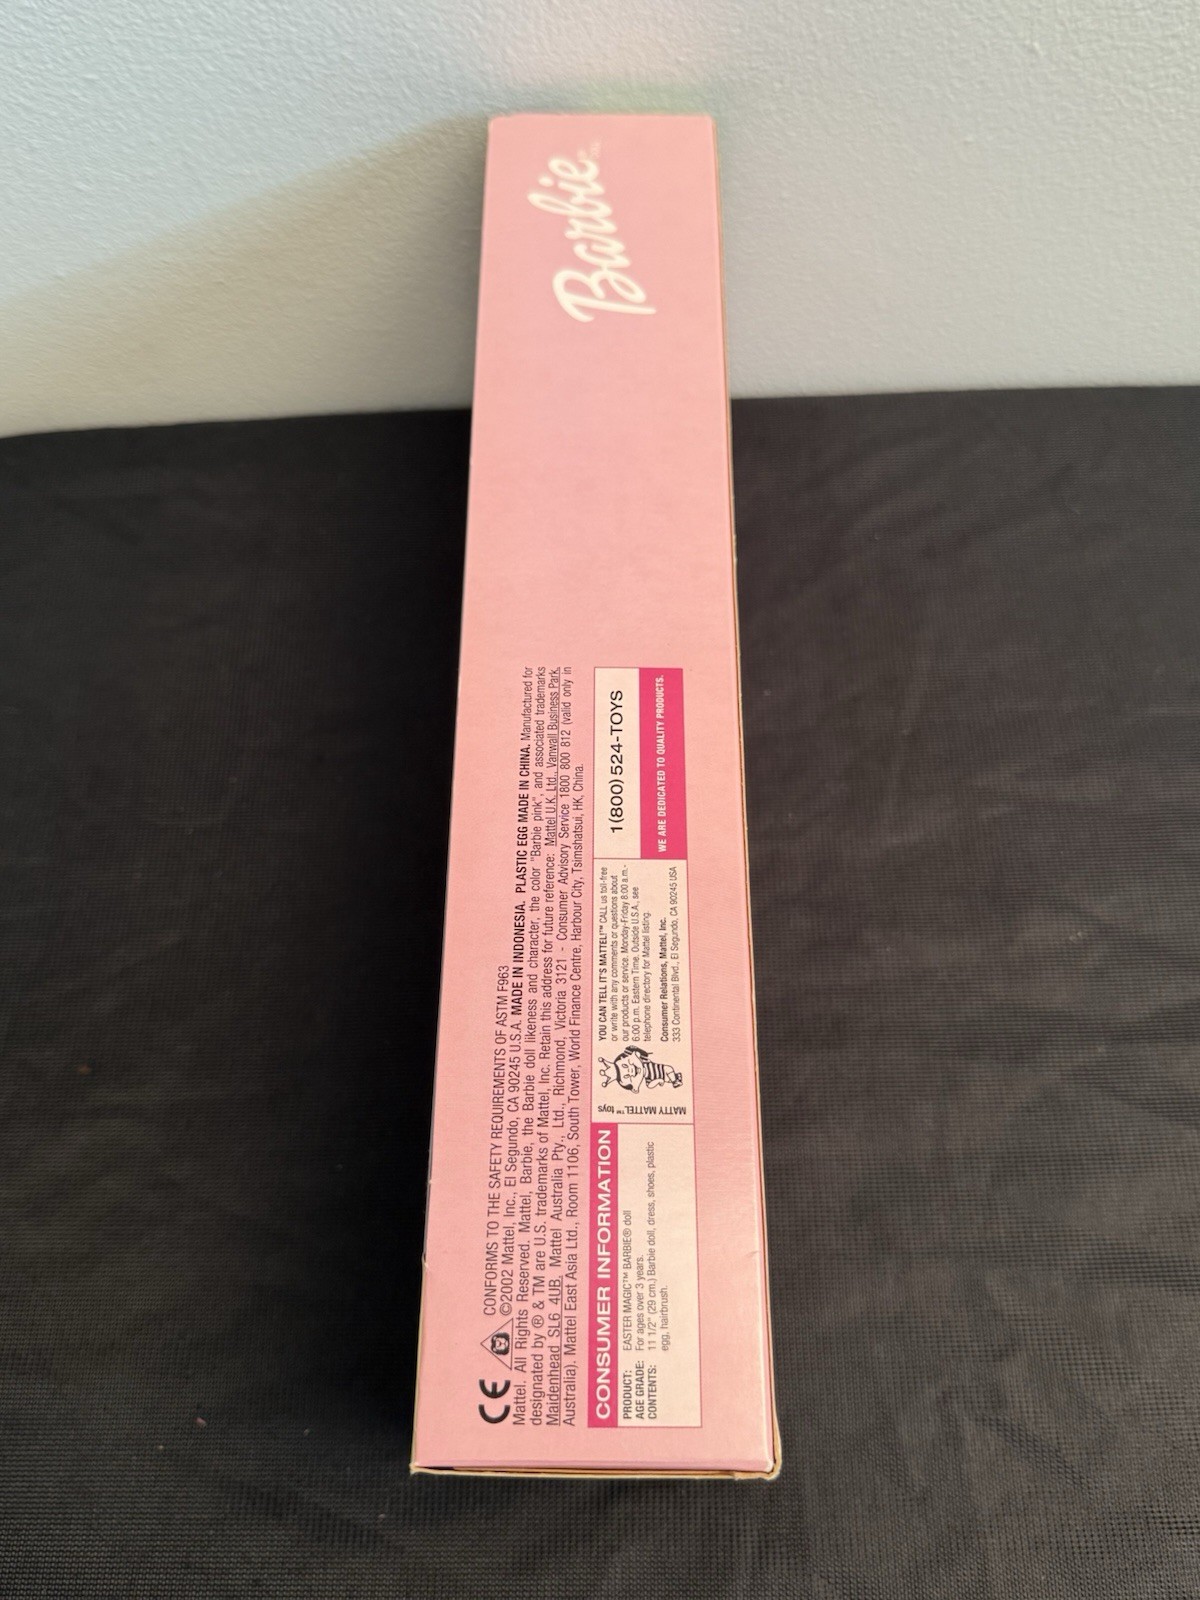 Barbie
CE CONFORMS TO THE SAFETY REQUIREMENTS OF ASTM F963
©2002 Mattel, Inc., El Segundo, CA 90245 U.S.A. MADE IN INDONESIA. PLASTIC EGG MADE IN CHINA. Manufactured for
Mattel. All Rights Reserved. Mattel, Barbie, the Barbie doll likeness and character, the color "Barbie pink", and associated trademarks
designated by ® & TM are U.S. trademarks of Mattel, Inc. Retain this address for future reference: Mattel U.K. Ltd., Vanwall Business Park,
Maidenhead SL6 4UB. Mattel Australia Pty., Ltd., Richmond, Victoria 3121 - Consumer Advisory Service 1800 800 812 (valid only in
Australia). Mattel East Asia Ltd., Room 1106, South Tower, World Finance Centre, Harbour City, Tsimshatsui, HK, China.
CONSUMER INFORMATION
PRODUCT: EASTER MAGIC™ BARBIE® doll
AGE GRADE: For ages over 3 years.
CONTENTS: 11 1/2" (29 cm.) Barbie doll, dress, shoes, plastic
egg, hairbrush.
MATTY MATTEL™ toys
YOU CAN TELL IT'S MATTEL!™ CALL us toll-free
or write with any comments or questions about
our products or service. Monday-Friday 8:00 a.m.-
6:00 p.m. Eastern Time. Outside U.S.A., see
telephone directory for Mattel listing.
Consumer Relations, Mattel, Inc.
333 Continental Blvd., El Segundo, CA 90245 USA
1(800) 524-TOYS
WE ARE DEDICATED TO QUALITY PRODUCTS.